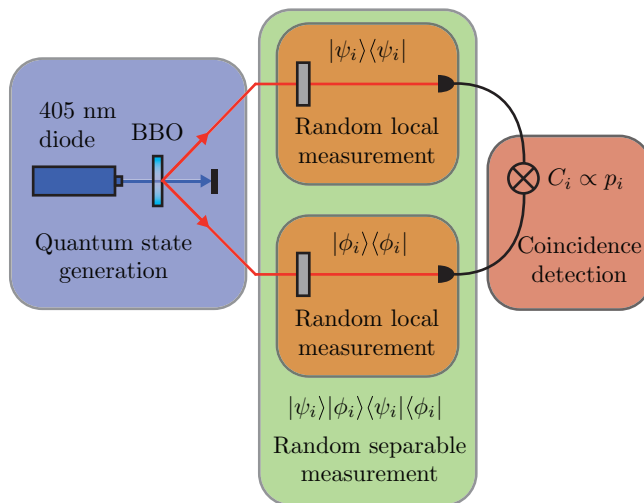 405 nm
diode
BBO
Quantum state
generation
|ψ_i⟩⟨ψ_i|
Random local
measurement
|ϕ_i⟩⟨ϕ_i|
Random local
measurement
|ψ_i⟩|ϕ_i⟩⟨ψ_i|⟨ϕ_i|
Random separable
measurement
C_i ∝ p_i
Coincidence
detection